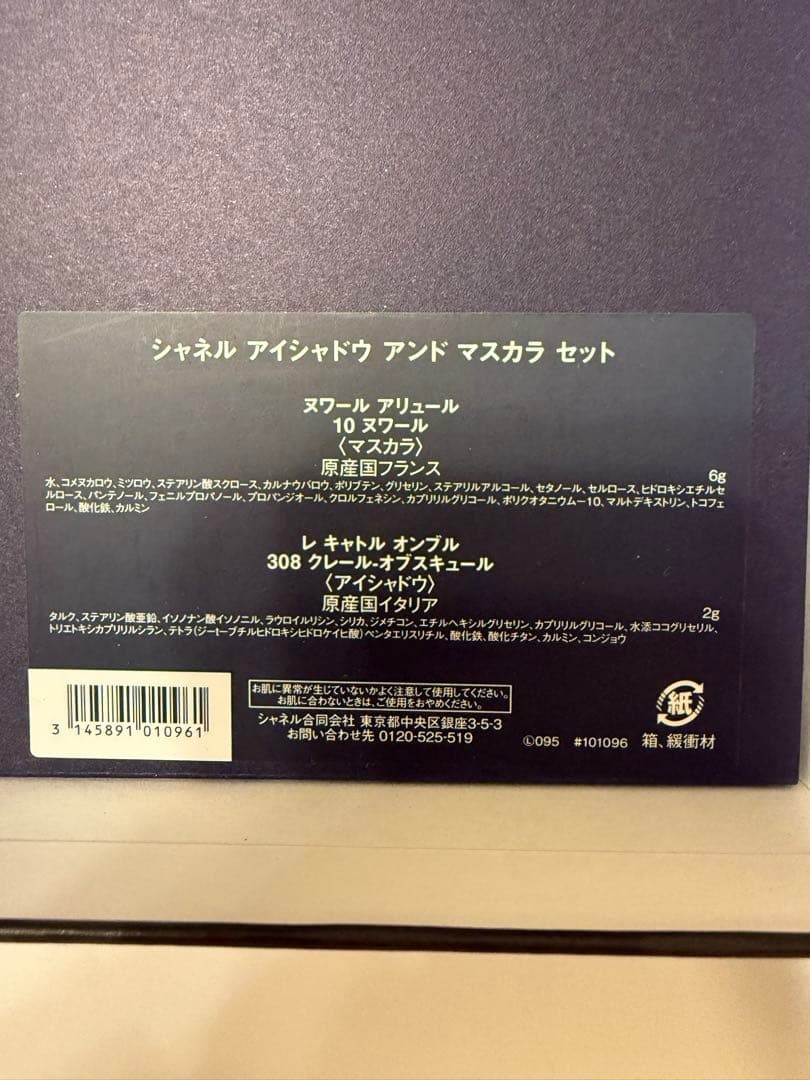 シャネル アイシャドウ アンド マスカラ セット
ヌワール アリュール
10 ヌワール
〈マスカラ〉
原産国フランス
6g
水、コメヌカロウ、ミツロウ、ステアリン酸スクロース、カルナウバロウ、ポリブテン、グリセリン、ステアリルアルコール、セタノール、セルロース、ヒドロキシエチルセ
ルロース、パンテノール、フェニルプロパノール、プロパンジオール、クロルフェネシン、カプリリルグリコール、ポリクオタニウムー10、マルトデキストリン、トコフェ
ロール、酸化鉄、カルミン
レ キャトル オンブル
308 クレール-オブスキュール
〈アイシャドウ〉
原産国イタリア
2g
タルク、ステアリン酸亜鉛、イソノナン酸イソノニル、ラウロイルリシン、シリカ、ジメチコン、エチルヘキシルグリセリン、カプリリルグリコール、水添ココグリセリル、
トリエトキシカプリリルシラン、テトラ(ジーtーブチルヒドロキシヒドロケイヒ酸)ペンタエリスリチル、酸化鉄、酸化チタン、カルミン、コンジョウ
3 145891 010961
お肌に異常が生じていないかよく注意して使用してください。
お肌に合わないときは、ご使用をおやめください。
シャネル合同会社 東京都中央区銀座3-5-3
お問い合わせ先 0120-525-519
Ⓛ095 #101096
紙
箱、緩衝材